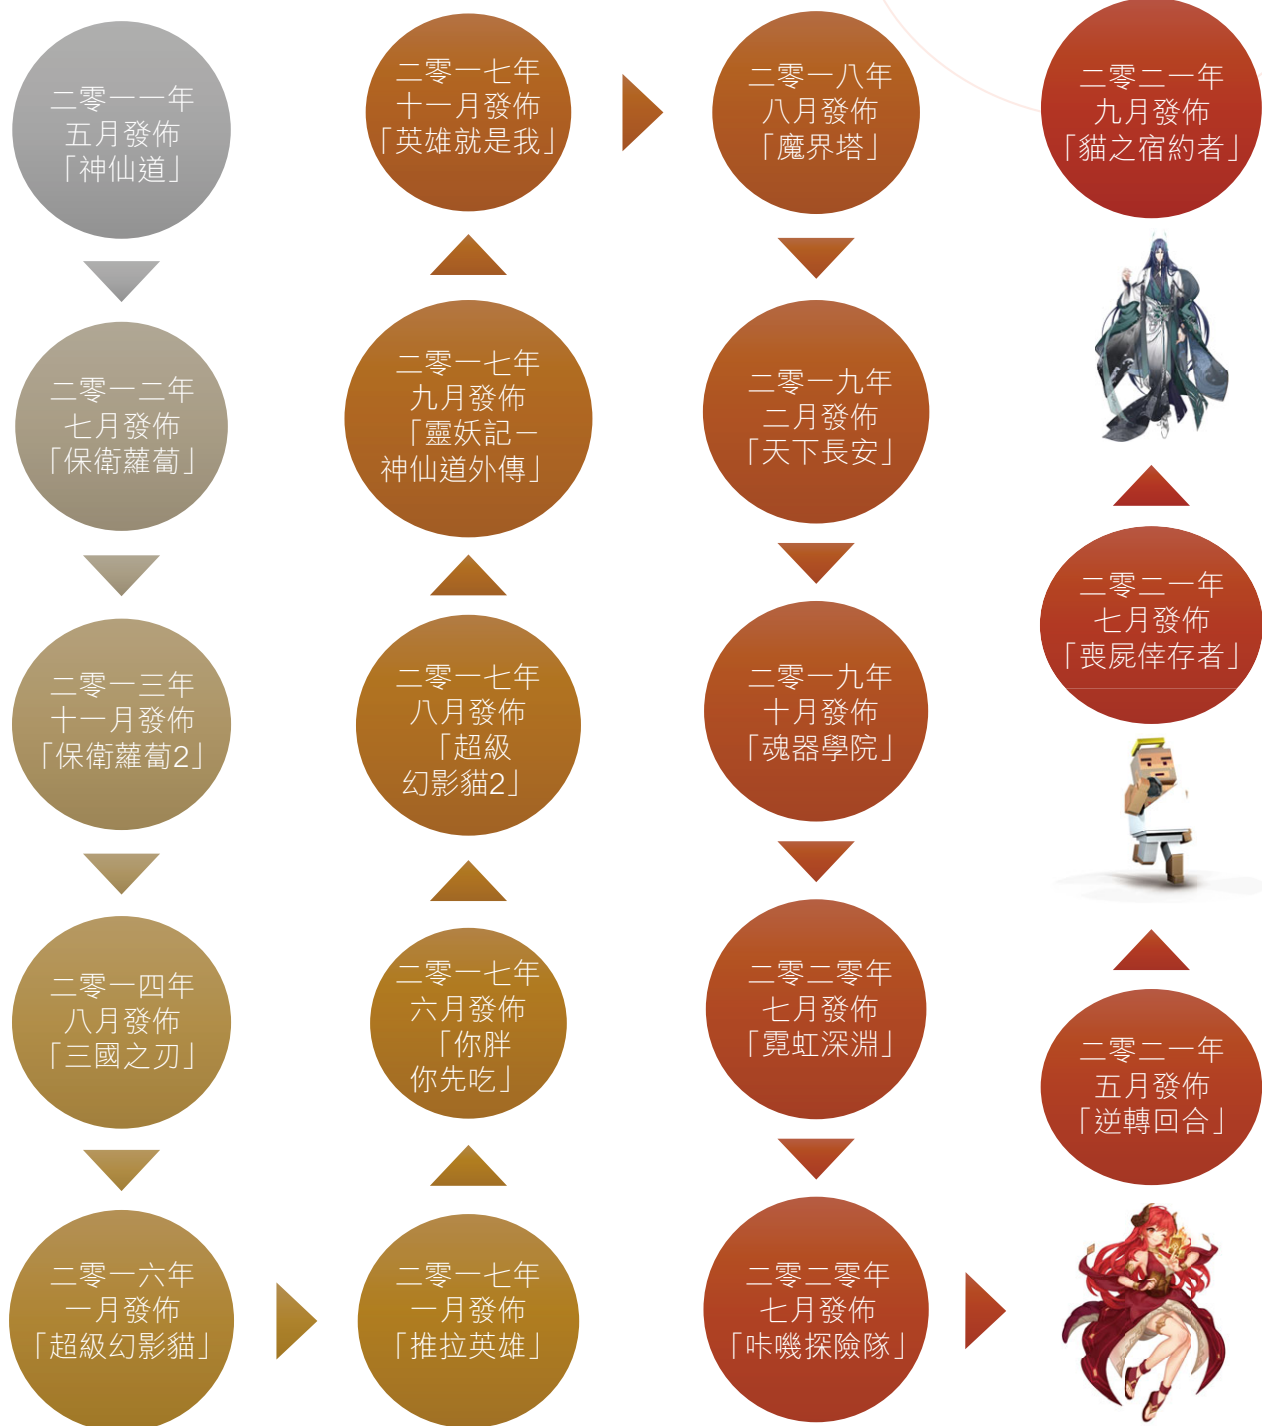 二零一一年
五月發佈
「神仙道」
二零一二年
七月發佈
「保衛蘿蔔」
二零一三年
十一月發佈
「保衛蘿蔔2」
二零一四年
八月發佈
「三國之刃」
二零一六年
一月發佈
「超級幻影貓」
二零一七年
一月發佈
「推拉英雄」
二零一七年
六月發佈
「你胖
你先吃」
二零一七年
八月發佈
「超級
幻影貓2」
二零一七年
九月發佈
「靈妖記－
神仙道外傳」
二零一七年
十一月發佈
「英雄就是我」
二零一八年
八月發佈
「魔界塔」
二零一九年
二月發佈
「天下長安」
二零一九年
十月發佈
「魂器學院」
二零二零年
七月發佈
「霓虹深淵」
二零二零年
七月發佈
「咔嘰探險隊」
二零二一年
五月發佈
「逆轉回合」
二零二一年
七月發佈
「喪屍倖存者」
二零二一年
九月發佈
「貓之宿約者」